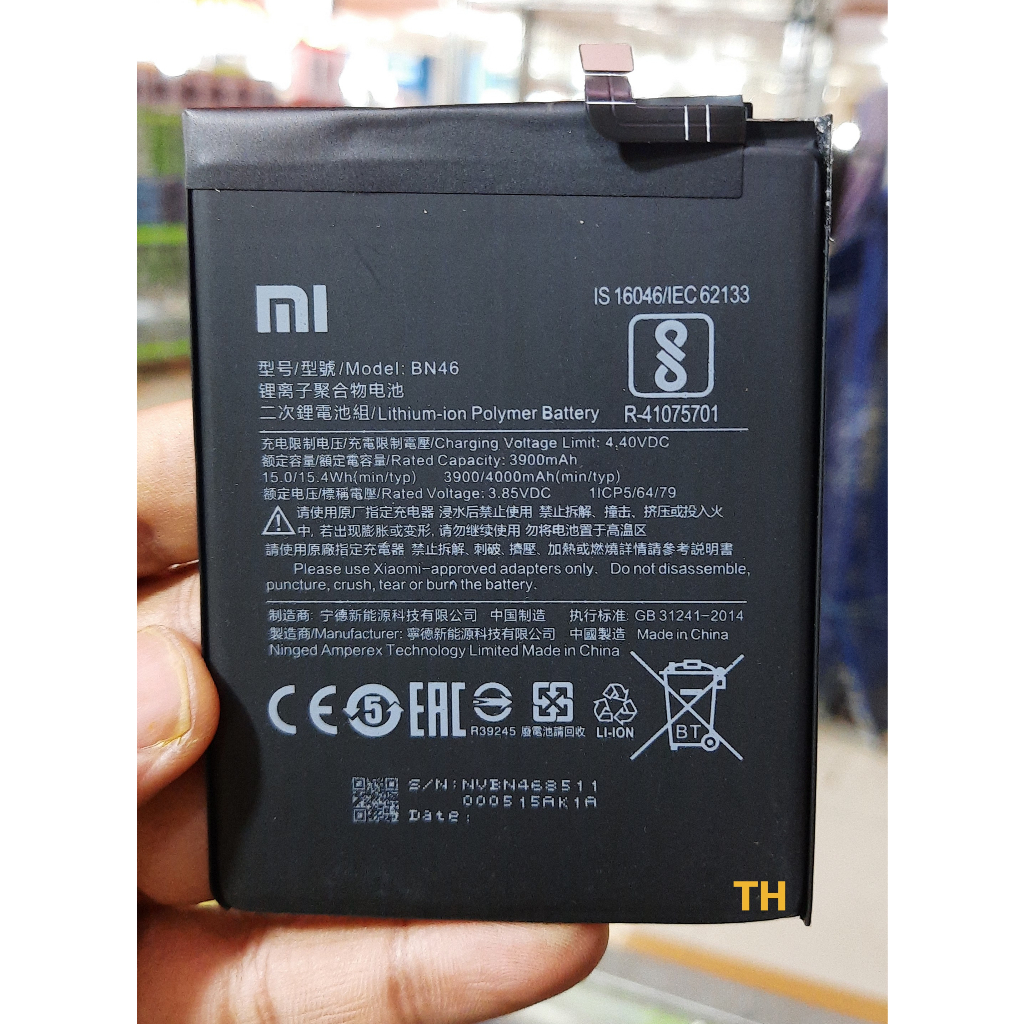 mi
IS 16046/IEC 62133
R-41075701
型号/型號/Model: BN46
锂离子聚合物电池
二次鋰電池組/Lithium-ion Polymer Battery
充电限制电压/充電限制電壓/Charging Voltage Limit: 4.40VDC
额定容量/額定電容量/Rated Capacity: 3900mAh
15.0/15.4Wh(min/typ) 3900/4000mAh(min/typ)
额定电压/標稱電壓/Rated Voltage: 3.85VDC 1ICP5/64/79
请使用原厂指定充电器 浸水后禁止使用 禁止拆解、撞击、挤压或投入火
中, 若出现膨胀或变形, 请勿继续使用 勿将电池置于高温区
請使用原廠指定充電器 禁止拆解、刺破、擠壓、加熱或燃燒詳情請參考説明書
Please use Xiaomi-approved adapters only. Do not disassemble,
puncture, crush, tear or burn the battery.
制造商: 宁德新能源科技有限公司 中国制造 执行标准: GB 31241-2014
製造商/Manufacturer: 寧德新能源科技有限公司 中國製造 Made in China
Ninged Amperex Technology Limited Made in China
CE 5 EAC
R39245 廢電池請回收 LI-ION BT
S/N:NVBN468511
000515AK1A
Date:
TH